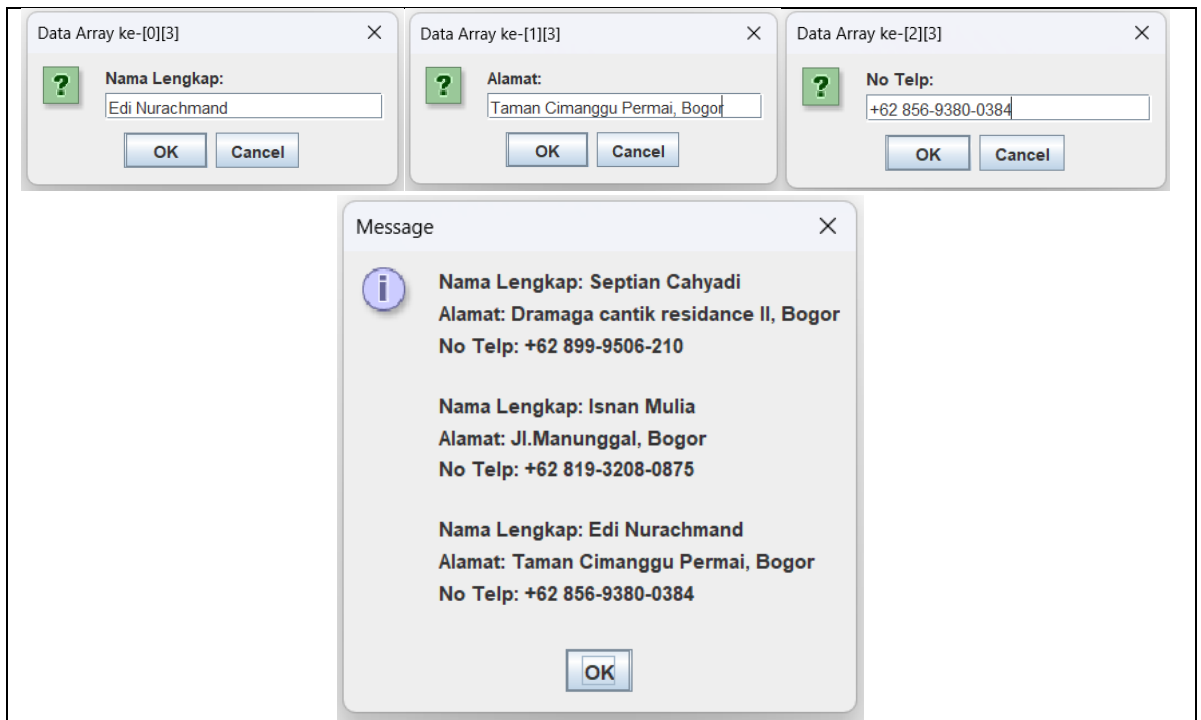 Data Array ke-[0][3]
Nama Lengkap:
Edi Nurachmand
OK Cancel
Data Array ke-[1][3]
Alamat:
Taman Cimanggu Permai, Bogor
OK Cancel
Data Array ke-[2][3]
No Telp:
+62 856-9380-0384
OK Cancel
Message
Nama Lengkap: Septian Cahyadi
Alamat: Dramaga cantik residance II, Bogor
No Telp: +62 899-9506-210
Nama Lengkap: Isnan Mulia
Alamat: Jl.Manunggal, Bogor
No Telp: +62 819-3208-0875
Nama Lengkap: Edi Nurachmand
Alamat: Taman Cimanggu Permai, Bogor
No Telp: +62 856-9380-0384
OK